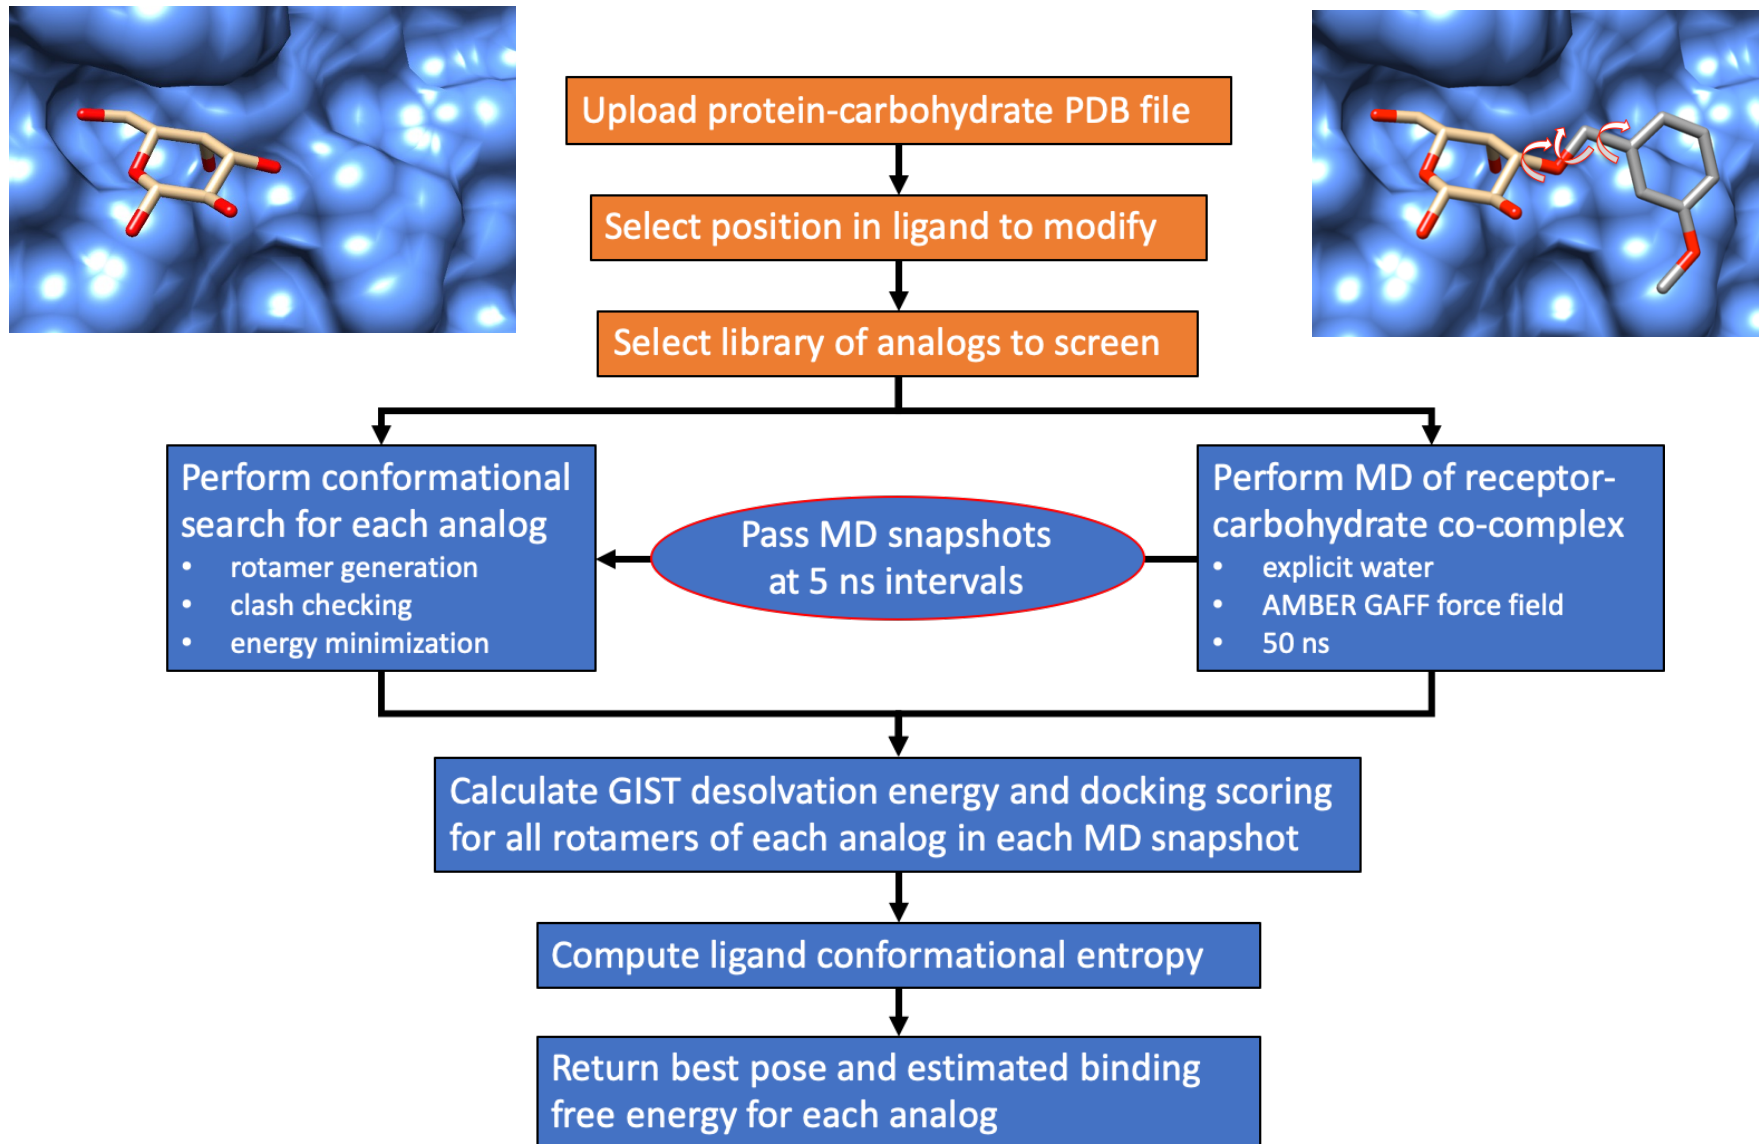 Upload protein-carbohydrate PDB file
Select position in ligand to modify
Select library of analogs to screen
Perform conformational
search for each analog
• rotamer generation
• clash checking
• energy minimization
Pass MD snapshots
at 5 ns intervals
Perform MD of receptor-
carbohydrate co-complex
• explicit water
• AMBER GAFF force field
• 50 ns
Calculate GIST desolvation energy and docking scoring
for all rotamers of each analog in each MD snapshot
Compute ligand conformational entropy
Return best pose and estimated binding
free energy for each analog